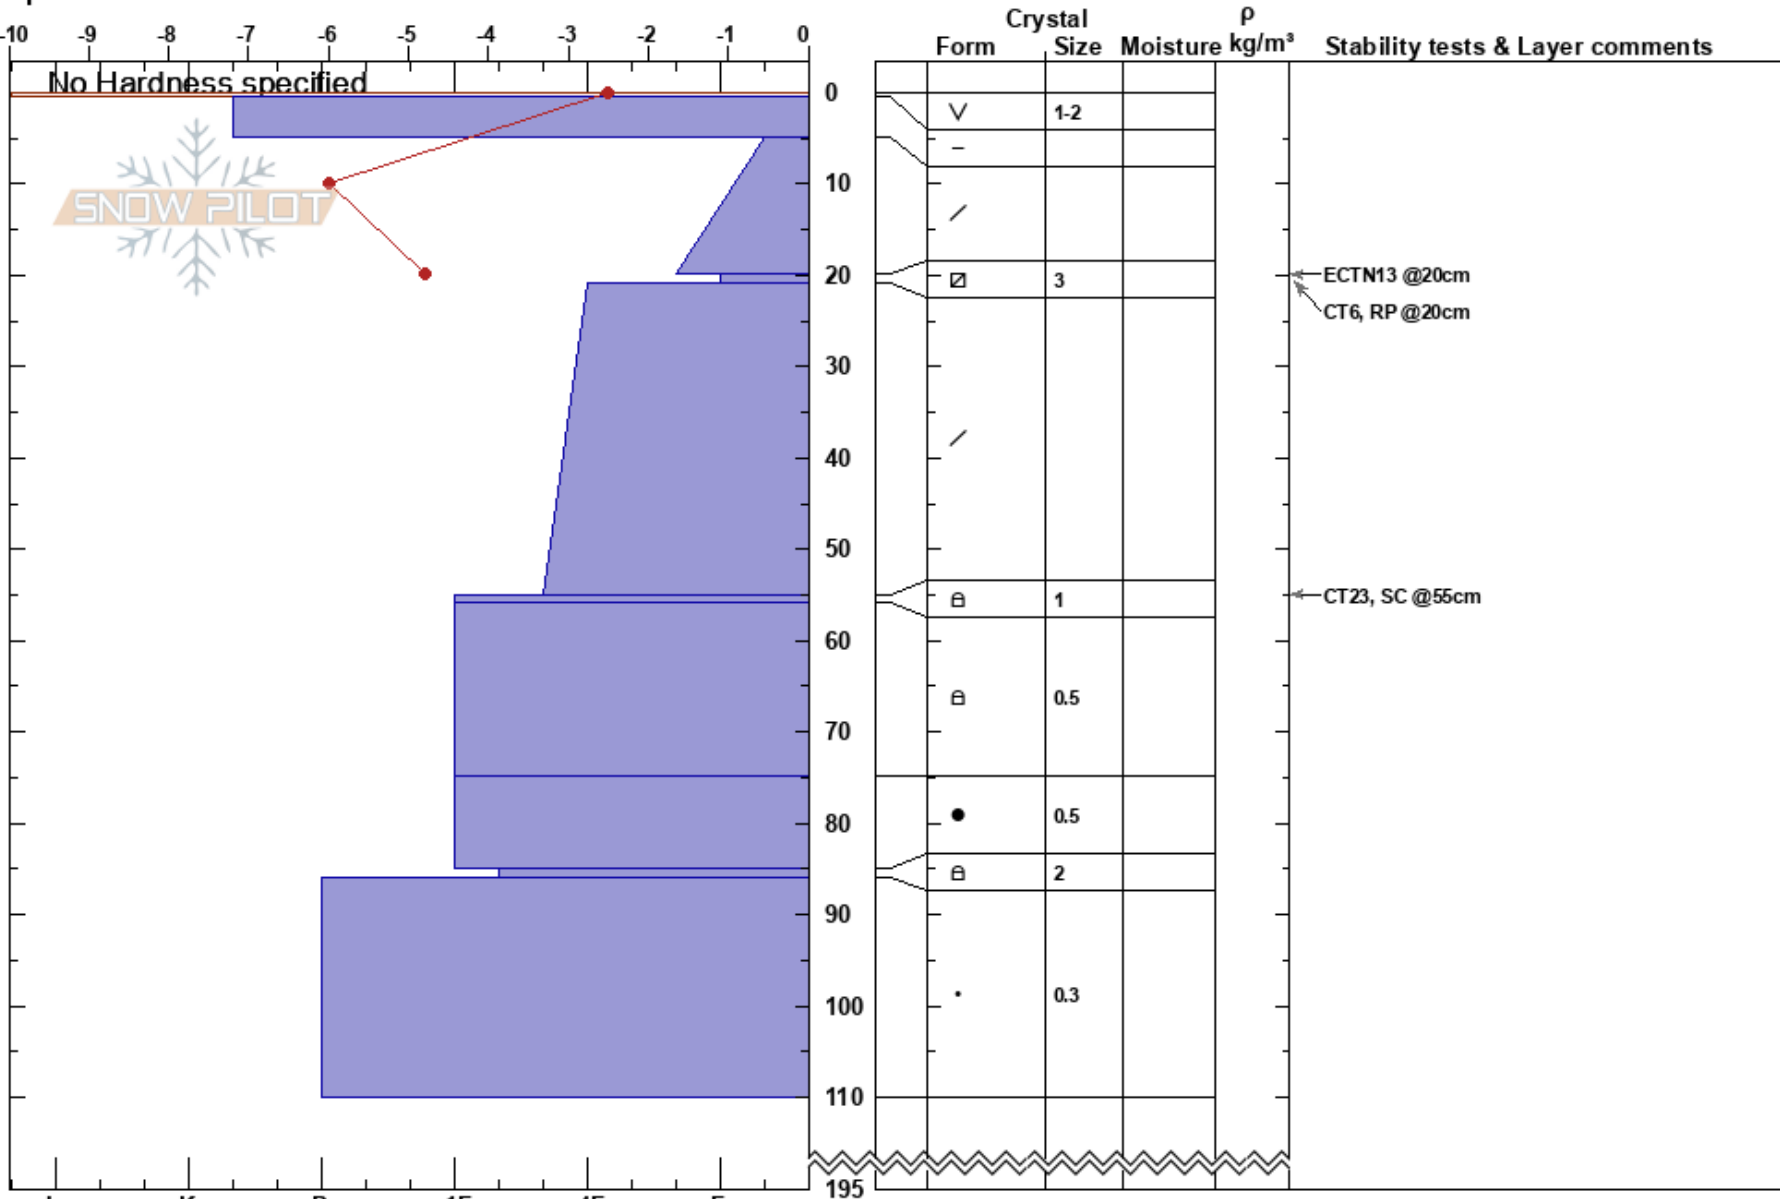 Crystal ρ
-10 -9 -8 -7 -6 -5 -4 -3 -2 -1 0 Form Size Moisture kg/m³ Stability tests & Layer comments
No Hardness specified
0
1-2
10
SNOW PILOT
20 3 ECTN13 @20cm
CT6, RP @20cm
30
40
50
1 CT23, SC @55cm
60
0.5
70
80 0.5
2
90
100 0.3
110
195